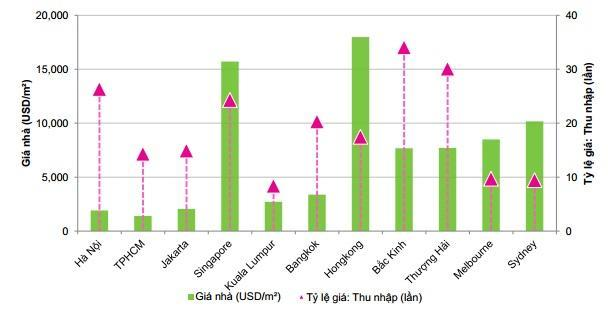 20,000
15,000
10,000
5,000
0
Giá nhà (USD/m²)
40
30
20
10
0
Tỷ lệ giá: Thu nhập (lần)
Hà Nội
TPHCM
Jakarta
Singapore
Kuala Lumpur
Bangkok
Hongkong
Bắc Kinh
Thượng Hải
Melbourne
Sydney
Giá nhà (USD/m²)
Tỷ lệ giá: Thu nhập (lần)